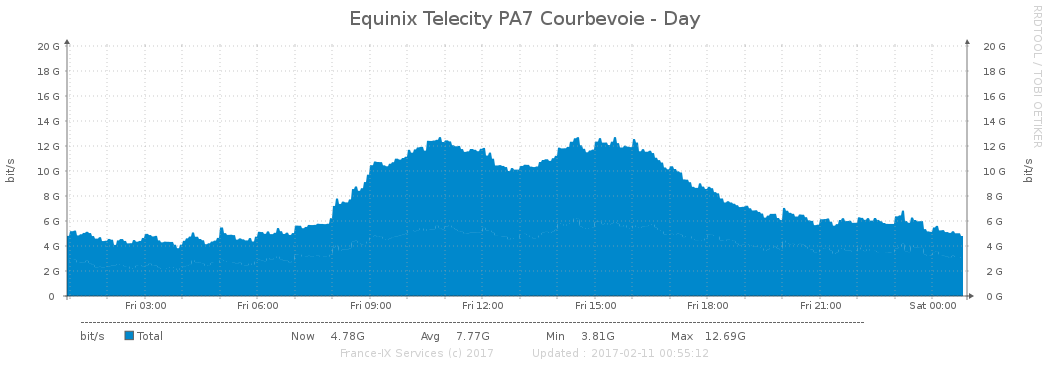 Equinix Telecity PA7 Courbevoie - Day
RRDTOOL / TOBI OETIKER
bit/s
20 G
18 G
16 G
14 G
12 G
10 G
8 G
6 G
4 G
2 G
0
20 G
18 G
16 G
14 G
12 G
10 G
8 G
6 G
4 G
2 G
0 G
bit/s
Fri 03:00 Fri 06:00 Fri 09:00 Fri 12:00 Fri 15:00 Fri 18:00 Fri 21:00 Sat 00:00
bit/s Total Now 4.78G Avg 7.77G Min 3.81G Max 12.69G
France-IX Services (c) 2017 Updated : 2017-02-11 00:55:12